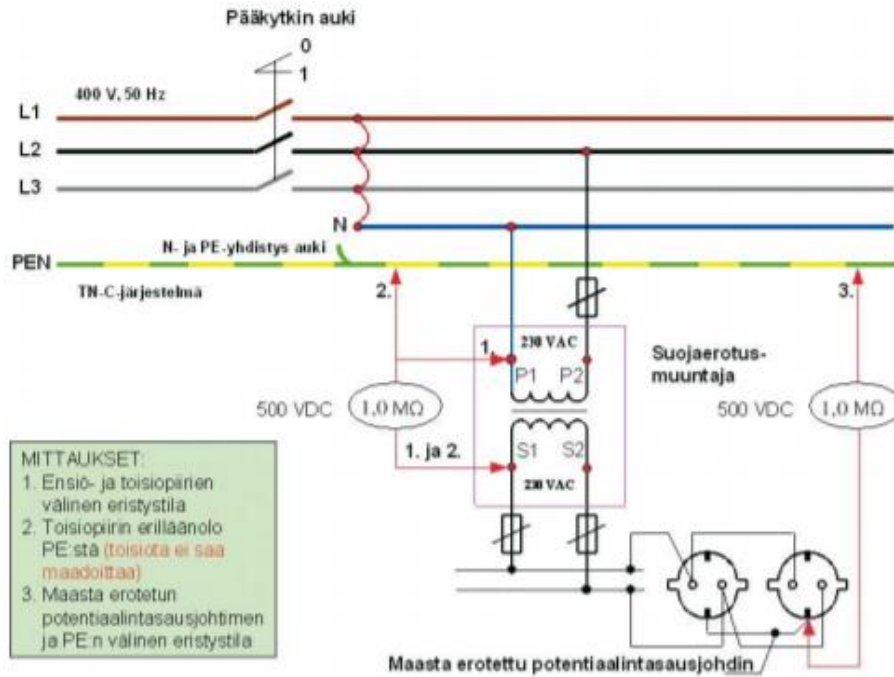 Pääkytkin auki
0
1
400 V, 50 Hz
L1
L2
L3
N
N- ja PE-yhdistys auki
PEN
TN-C-järjestelmä
2.
3.
1.
230 VAC
P1 P2
Suojaerotus-
muuntaja
500 VDC
1,0 MΩ
500 VDC
1,0 MΩ
1. ja 2.
S1 S2
230 VAC
MITTAUKSET:
1. Ensiö- ja toisiopiirien
välinen eristystila
2. Toisiopiirin erilläänolo
PE:stä (toisiota ei saa
maadoittaa)
3. Maasta erotetun
potentiaalintasausjohtimen
ja PE:n välinen eristystila
Maasta erotettu potentiaalintasausjohdin